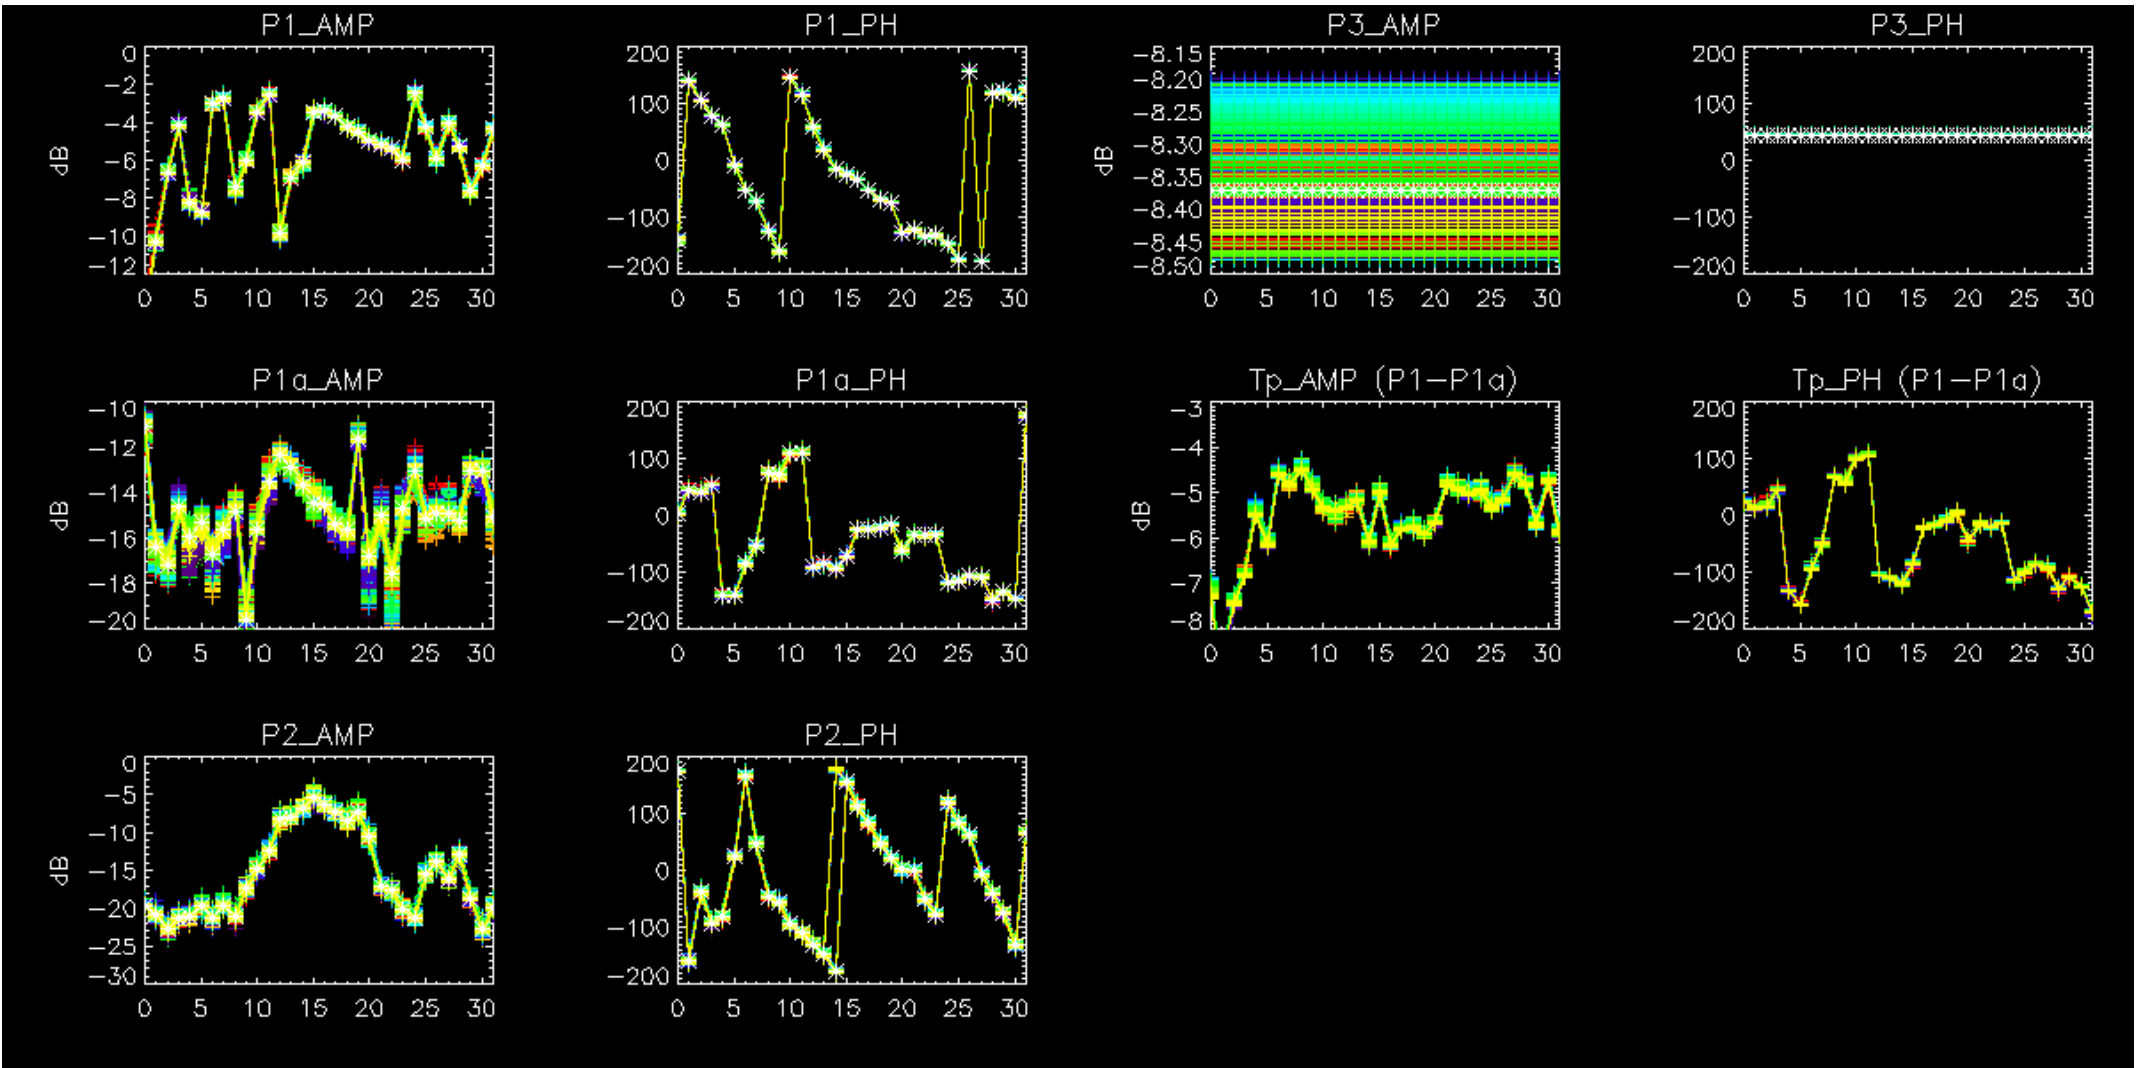 P1_AMP
P1_PH
P3_AMP
P3_PH
0
-2
-4
-6
-8
-10
-12
dB
0 5 10 15 20 25 30
200
100
0
-100
-200
0 5 10 15 20 25 30
-8.15
-8.20
-8.25
-8.30
-8.35
-8.40
-8.45
-8.50
dB
0 5 10 15 20 25 30
200
100
0
-100
-200
0 5 10 15 20 25 30
P1a_AMP
P1a_PH
Tp_AMP (P1-P1a)
Tp_PH (P1-P1a)
-10
-12
-14
-16
-18
-20
dB
0 5 10 15 20 25 30
200
100
0
-100
-200
0 5 10 15 20 25 30
-3
-4
-5
-6
-7
-8
dB
0 5 10 15 20 25 30
200
100
0
-100
-200
0 5 10 15 20 25 30
P2_AMP
P2_PH
0
-5
-10
-15
-20
-25
-30
dB
0 5 10 15 20 25 30
200
100
0
-100
-200
0 5 10 15 20 25 30